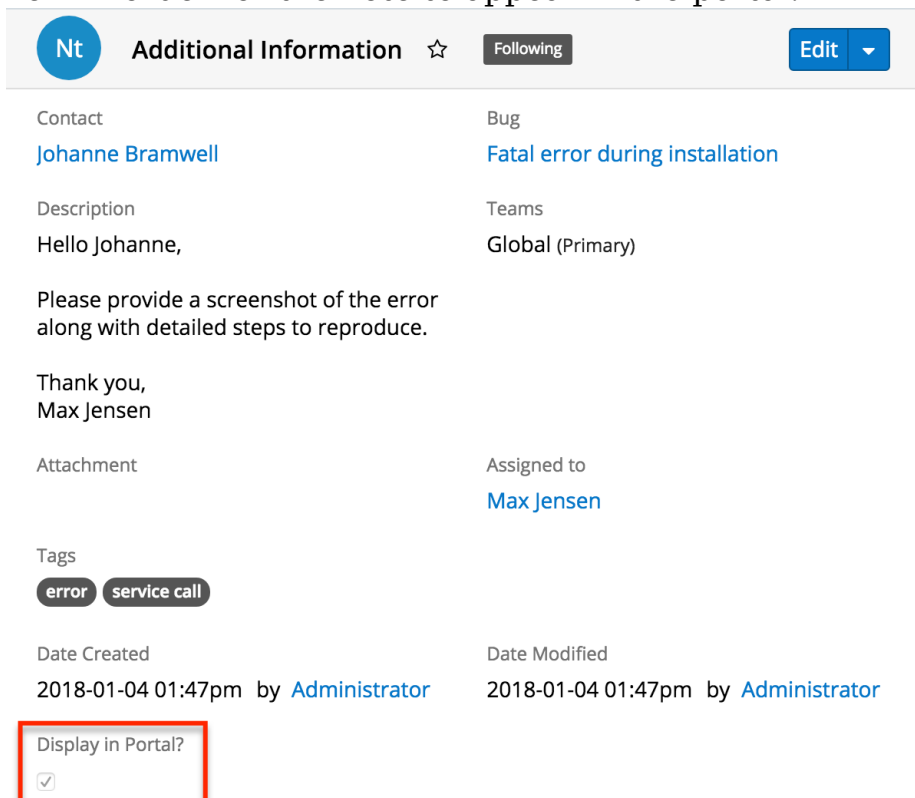 Nt Additional Information Following Edit
Contact Bug
Johanne Bramwell Fatal error during installation
Description Teams
Hello Johanne, Global (Primary)
Please provide a screenshot of the error
along with detailed steps to reproduce.
Thank you,
Max Jensen
Attachment Assigned to
Max Jensen
Tags
error service call
Date Created Date Modified
2018-01-04 01:47pm by Administrator 2018-01-04 01:47pm by Administrator
Display in Portal?